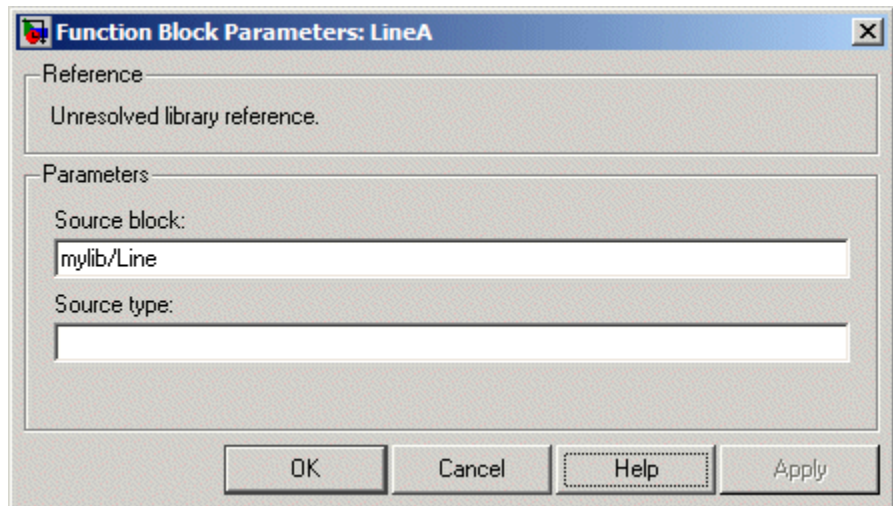 Function Block Parameters: LineA
Reference
Unresolved library reference.
Parameters
Source block:
mylib/Line
Source type:
OK Cancel Help Apply